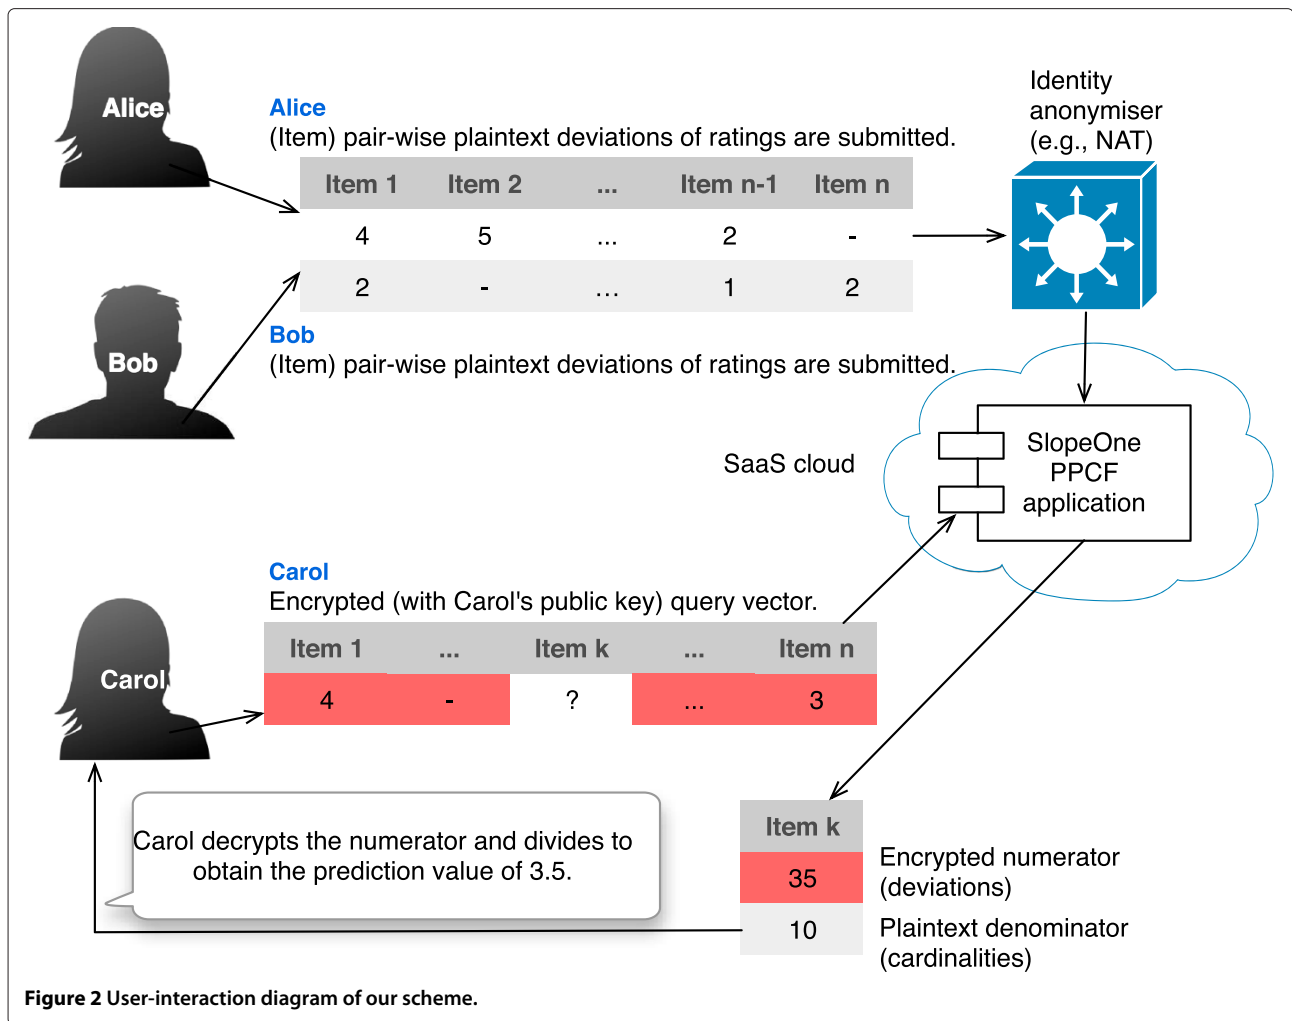 Alice
Alice
(Item) pair-wise plaintext deviations of ratings are submitted.
Item 1 Item 2 ... Item n-1 Item n
4 5 ... 2 -
2 - ... 1 2
Identity
anonymiser
(e.g., NAT)
Bob
Bob
(Item) pair-wise plaintext deviations of ratings are submitted.
SaaS cloud
SlopeOne
PPCF
application
Carol
Encrypted (with Carol's public key) query vector.
Item 1 ... Item k ... Item n
4 - ? ... 3
Carol
Carol decrypts the numerator and divides to
obtain the prediction value of 3.5.
Item k
35
10
Encrypted numerator
(deviations)
Plaintext denominator
(cardinalities)
Figure 2 User-interaction diagram of our scheme.